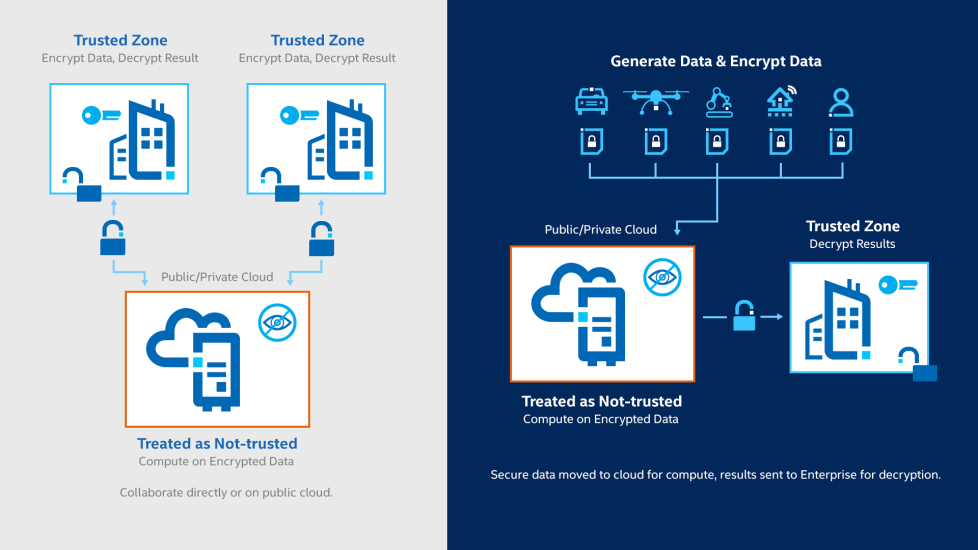 Trusted Zone
Encrypt Data, Decrypt Result
Trusted Zone
Encrypt Data, Decrypt Result
Public/Private Cloud
Treated as Not-trusted
Compute on Encrypted Data
Collaborate directly or on public cloud.
Generate Data & Encrypt Data
Public/Private Cloud
Trusted Zone
Decrypt Results
Treated as Not-trusted
Compute on Encrypted Data
Secure data moved to cloud for compute, results sent to Enterprise for decryption.